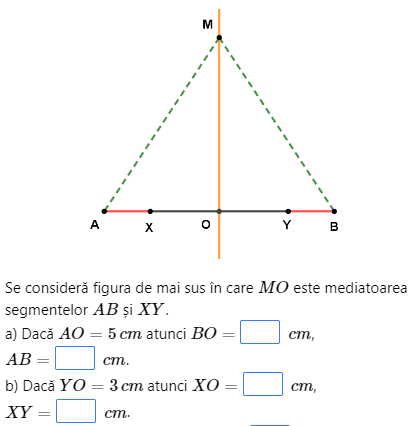 M
A X O Y B
Se consideră figura de mai sus în care MO este mediatoarea
segmentelor AB și XY.
a) Dacă AO = 5 cm atunci BO = cm,
AB = cm.
b) Dacă YO = 3 cm atunci XO = cm,
XY = cm.